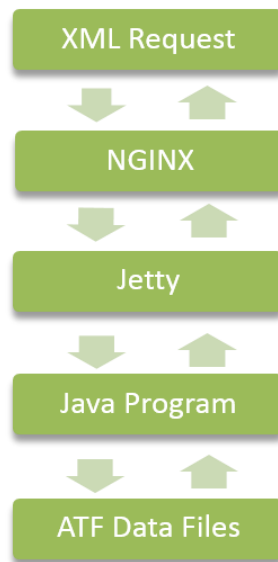 XML Request
NGINX
Jetty
Java Program
ATF Data Files